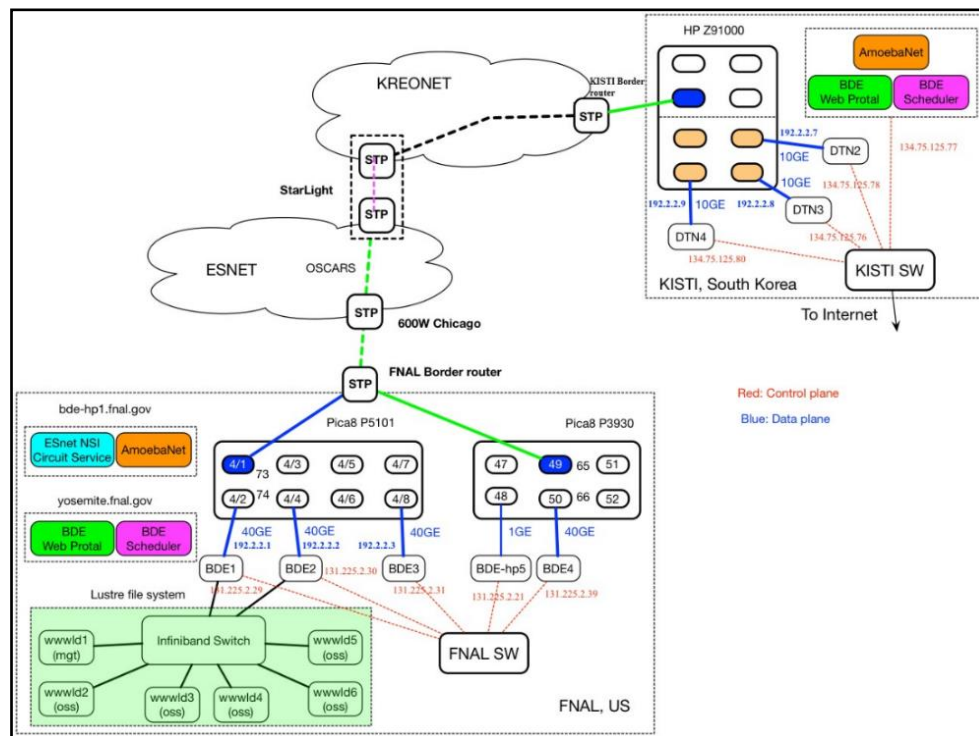 HP Z91000
AmoebaNet
BDE
Web Protal
BDE
Scheduler
KREONET
KISTI Border
router
STP
STP
StarLight
STP
192.2.2.7
10GE
DTN2
134.75.125.77
10GE
134.75.125.78
192.2.2.9
10GE
192.2.2.8
DTN3
134.75.125.76
DTN4
134.75.125.80
KISTI SW
KISTI, South Korea
To Internet
ESNET
OSCARS
STP
600W Chicago
FNAL Border router
STP
Red: Control plane
Blue: Data plane
bde-hp1.fnal.gov
ESnet NSI
Circuit Service
AmoebaNet
yosemite.fnal.gov
BDE
Web Protal
BDE
Scheduler
Pica8 P5101
4/1
73
4/3
4/5
4/7
4/2
74
4/4
4/6
4/8
Pica8 P3930
47
49
65
51
48
50
66
52
40GE
192.2.2.1
40GE
192.2.2.2
192.2.2.3
40GE
1GE
40GE
BDE1
BDE2
131.225.2.30
BDE3
BDE-hp5
BDE4
131.225.2.29
131.225.2.31
131.225.2.21
131.225.2.39
FNAL SW
Lustre file system
Infiniband Switch
wwwld1
(mgt)
wwwld2
(oss)
wwwld3
(oss)
wwwld4
(oss)
wwwld5
(oss)
wwwld6
(oss)
FNAL, US